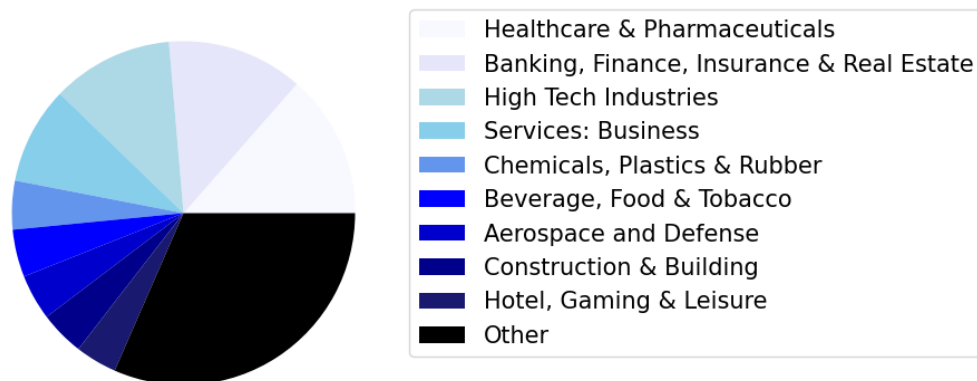 Healthcare & Pharmaceuticals
Banking, Finance, Insurance & Real Estate
High Tech Industries
Services: Business
Chemicals, Plastics & Rubber
Beverage, Food & Tobacco
Aerospace and Defense
Construction & Building
Hotel, Gaming & Leisure
Other